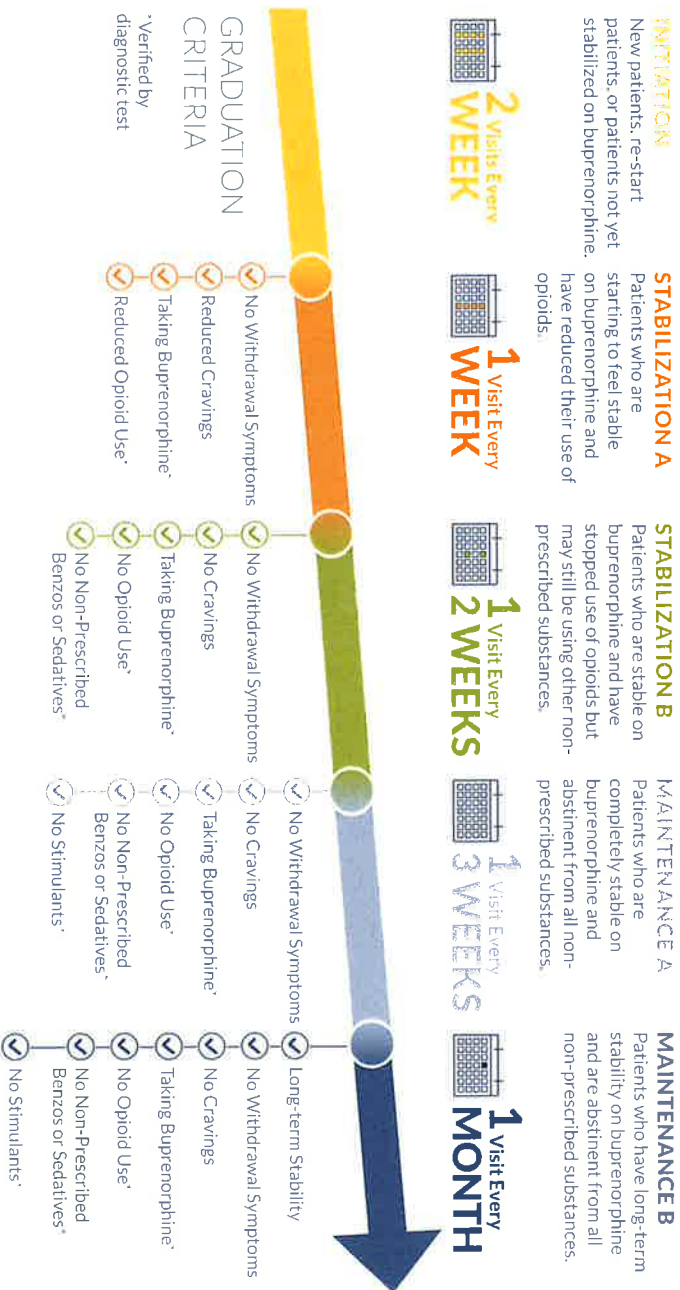 INITIATION
New patients, re-start
patients, or patients not yet
stabilized on buprenorphine.
2 Visits Every
WEEK
STABILIZATION A
Patients who are
starting to feel stable
on buprenorphine and
have reduced their use of
opioids.
1 Visit Every
WEEK
STABILIZATION B
Patients who are stable on
buprenorphine and have
stopped use of opioids but
may still be using other non-
prescribed substances.
1 Visit Every
2 WEEKS
MAINTENANCE A
Patients who are
completely stable on
buprenorphine and
abstinent from all non-
prescribed substances.
1 Visit Every
3 WEEKS
MAINTENANCE B
Patients who have long-term
stability on buprenorphine
and are abstinent from all
non-prescribed substances.
1 Visit Every
MONTH
GRADUATION
CRITERIA
*Verified by
diagnostic test
No Withdrawal Symptoms
Reduced Cravings
Taking Buprenorphine*
Reduced Opioid Use*
No Withdrawal Symptoms
No Cravings
Taking Buprenorphine*
No Opioid Use*
No Non-Prescribed
Benzos or Sedatives*
No Withdrawal Symptoms
No Cravings
Taking Buprenorphine*
No Opioid Use*
No Non-Prescribed
Benzos or Sedatives*
No Stimulants*
Long-term Stability
No Withdrawal Symptoms
No Cravings
Taking Buprenorphine*
No Opioid Use*
No Non-Prescribed
Benzos or Sedatives*
No Stimulants*